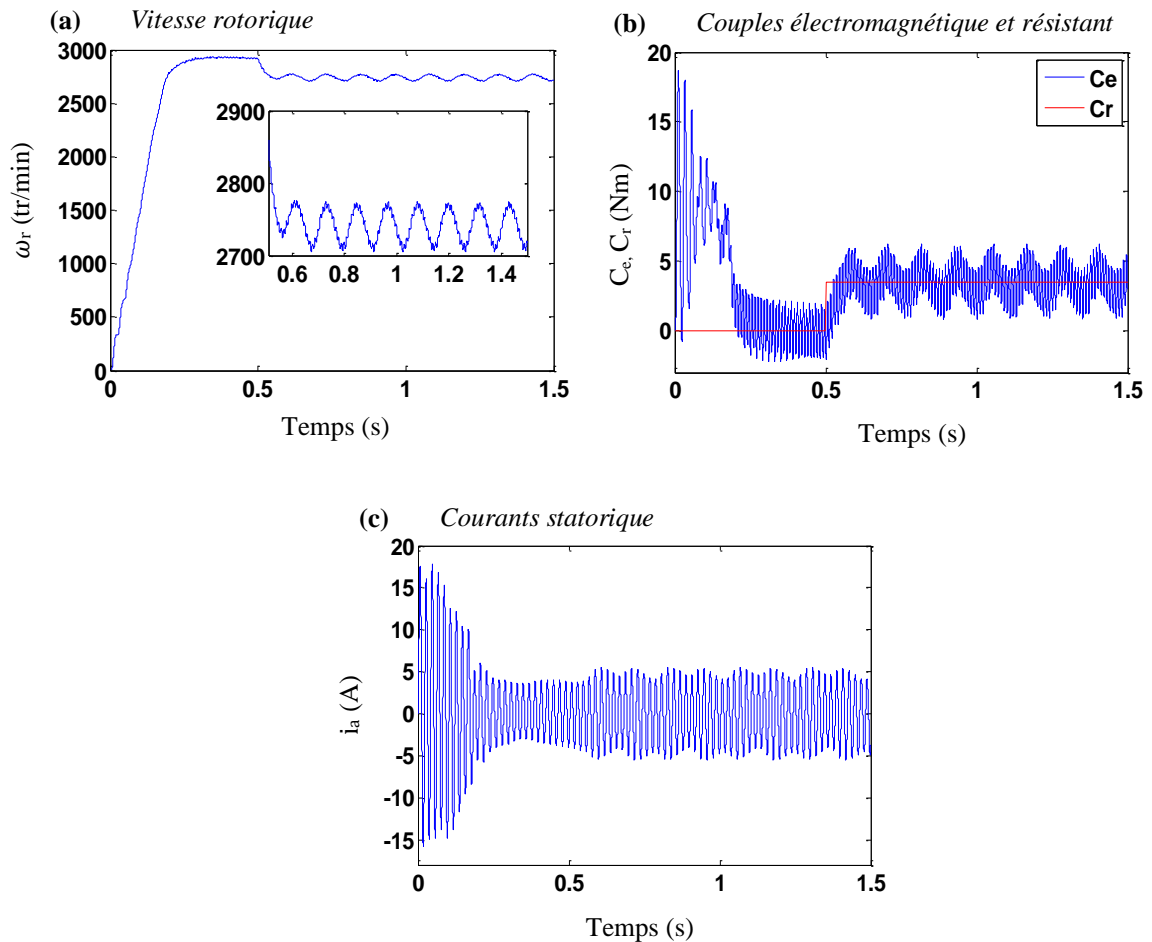 (a) Vitesse rotorique
3000
2500
2000
1500
3000
1000
500
0
0 0.5 1 1.5
ωr (tr/min)
Temps (s)
2900
2800
2700
0.6 0.8 1 1.2 1.4
(b) Couples électromagnétique et résistant
20
15
10
5
0
0 0.5 1 1.5
Ce, Cr (Nm)
Temps (s)
Ce
Cr
(c) Courants statorique
20
15
10
5
0
-5
-10
-15
0 0.5 1 1.5
ia (A)
Temps (s)